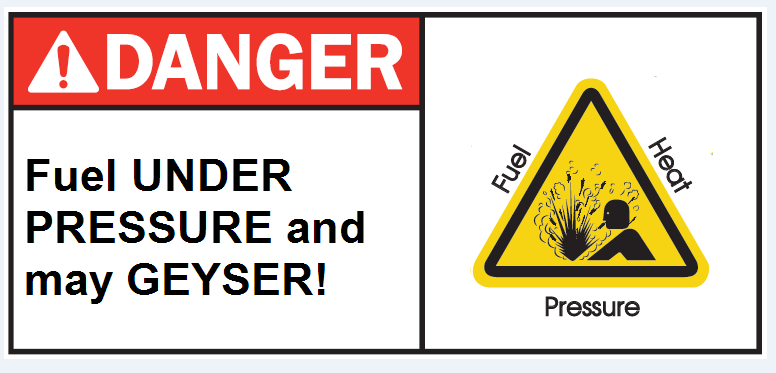 DANGER
Fuel UNDER
PRESSURE and
may GEYSER!
Fuel
Heat
Pressure